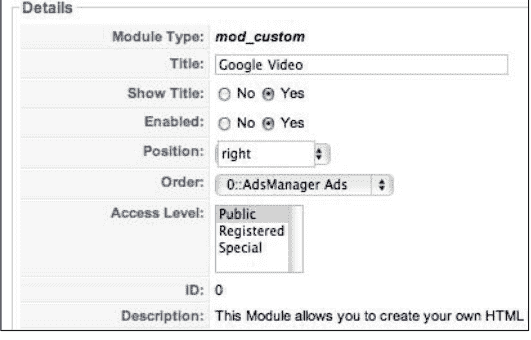 Details
Module Type: mod_custom
Title: Google Video
Show Title: No Yes
Enabled: No Yes
Position: right
Order: 0::AdsManager Ads
Access Level: Public
Registered
Special
ID: 0
Description: This Module allows you to create your own HTML